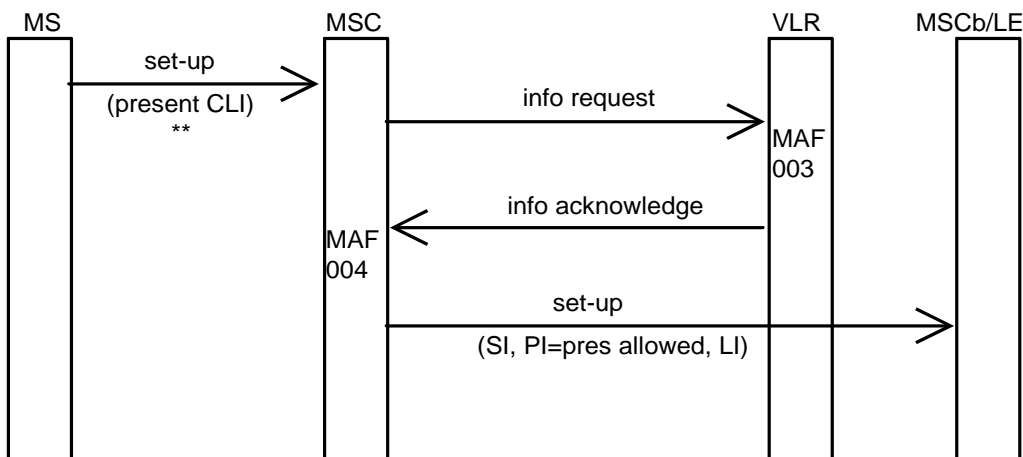 MS MSC VLR MSCb/LE
set-up
(present CLI)
**
info request
MAF
003
info acknowledge
MAF
004
set-up
(SI, PI=pres allowed, LI)